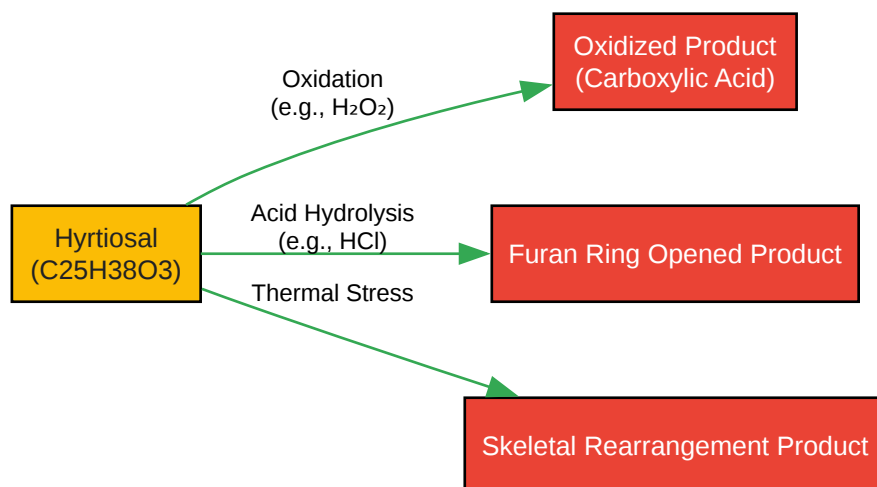 Oxidized Product
(Carboxylic Acid)
Oxidation
(e.g., H₂O₂)
Hyrtiosal
(C25H38O3)
Acid Hydrolysis
(e.g., HCl)
Furan Ring Opened Product
Thermal Stress
Skeletal Rearrangement Product